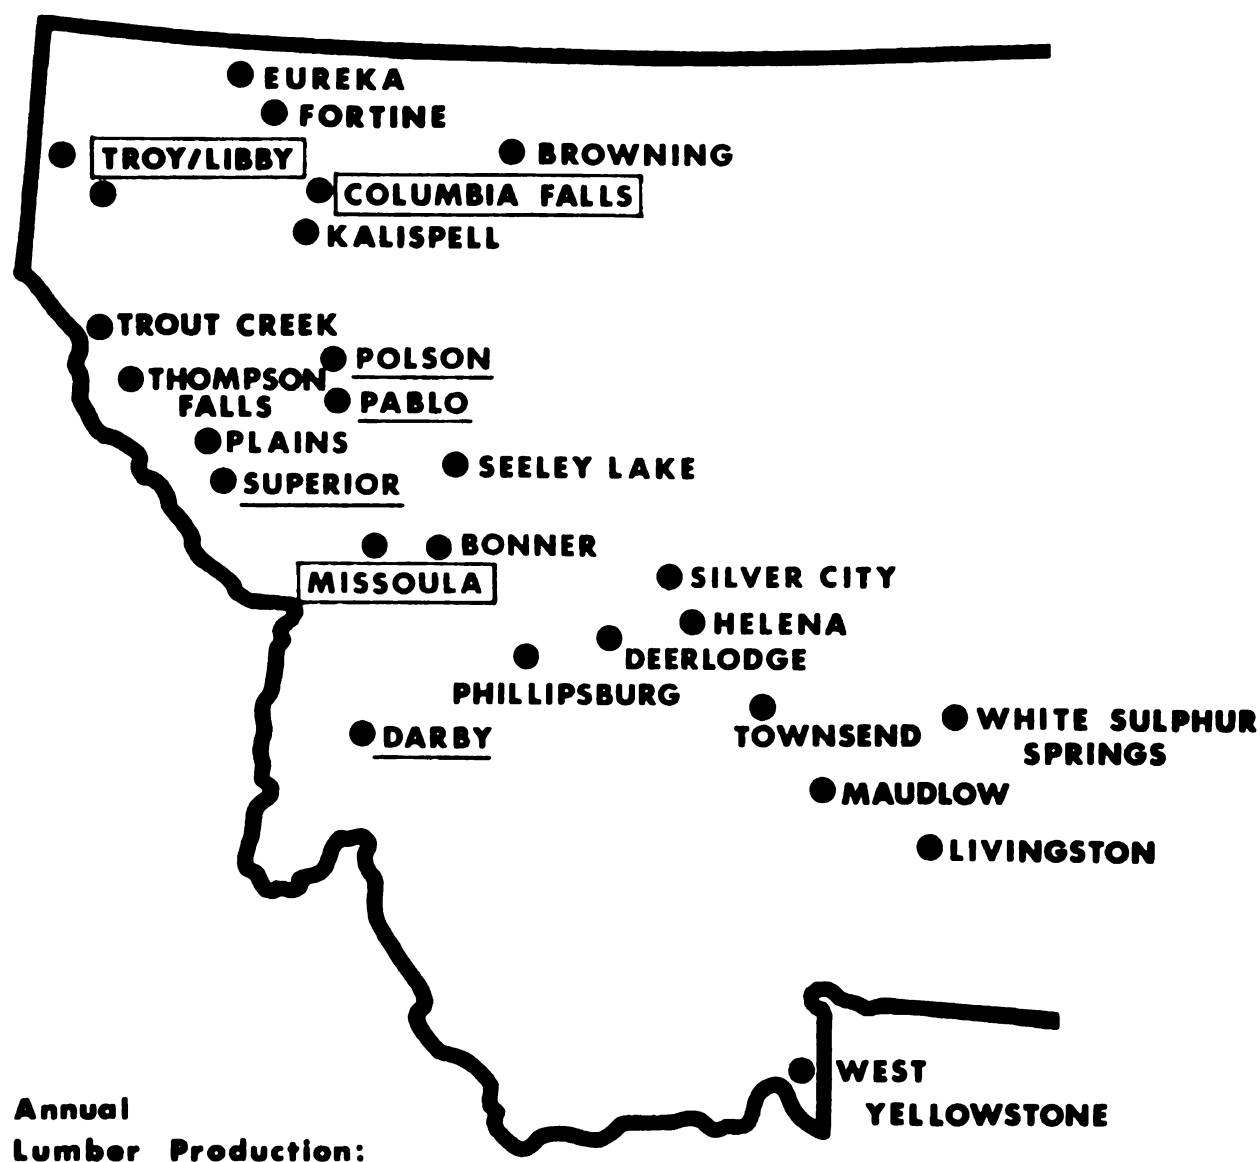 EUREKA
FORTINE
TROY/LIBBY
BROWNING
COLUMBIA FALLS
KALISPELL
TROUT CREEK
POLSON
THOMPSON
FALLS
PABLO
PLAINS
SEELEY LAKE
SUPERIOR
BONNER
MISSOULA
SILVER CITY
HELENA
DEERLODGE
PHILLIPSBURG
TOWNSEND
WHITE SULPHUR
SPRINGS
DARBY
MAUDLOW
LIVINGSTON
WEST
YELLOWSTONE
Annual
Lumber Production: